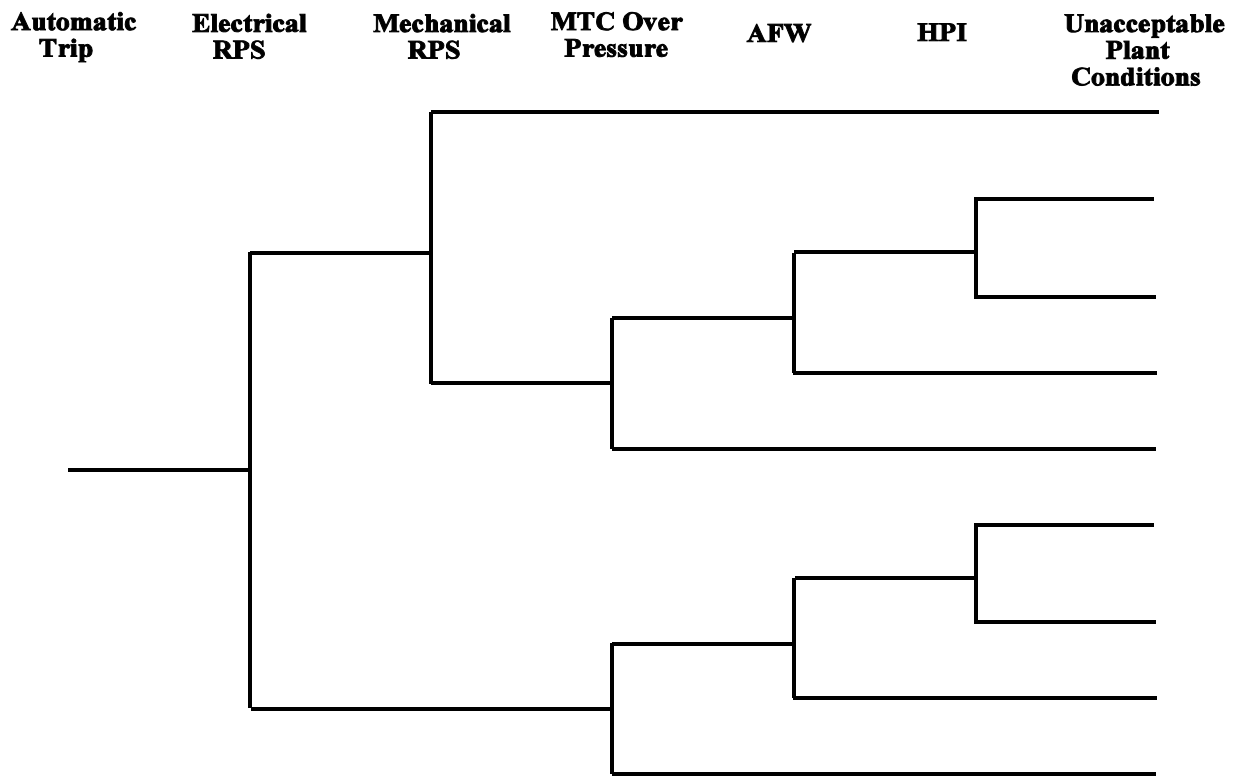 Automatic
Trip
Electrical
RPS
Mechanical
RPS
MTC Over
Pressure
AFW
HPI
Unacceptable
Plant
Conditions